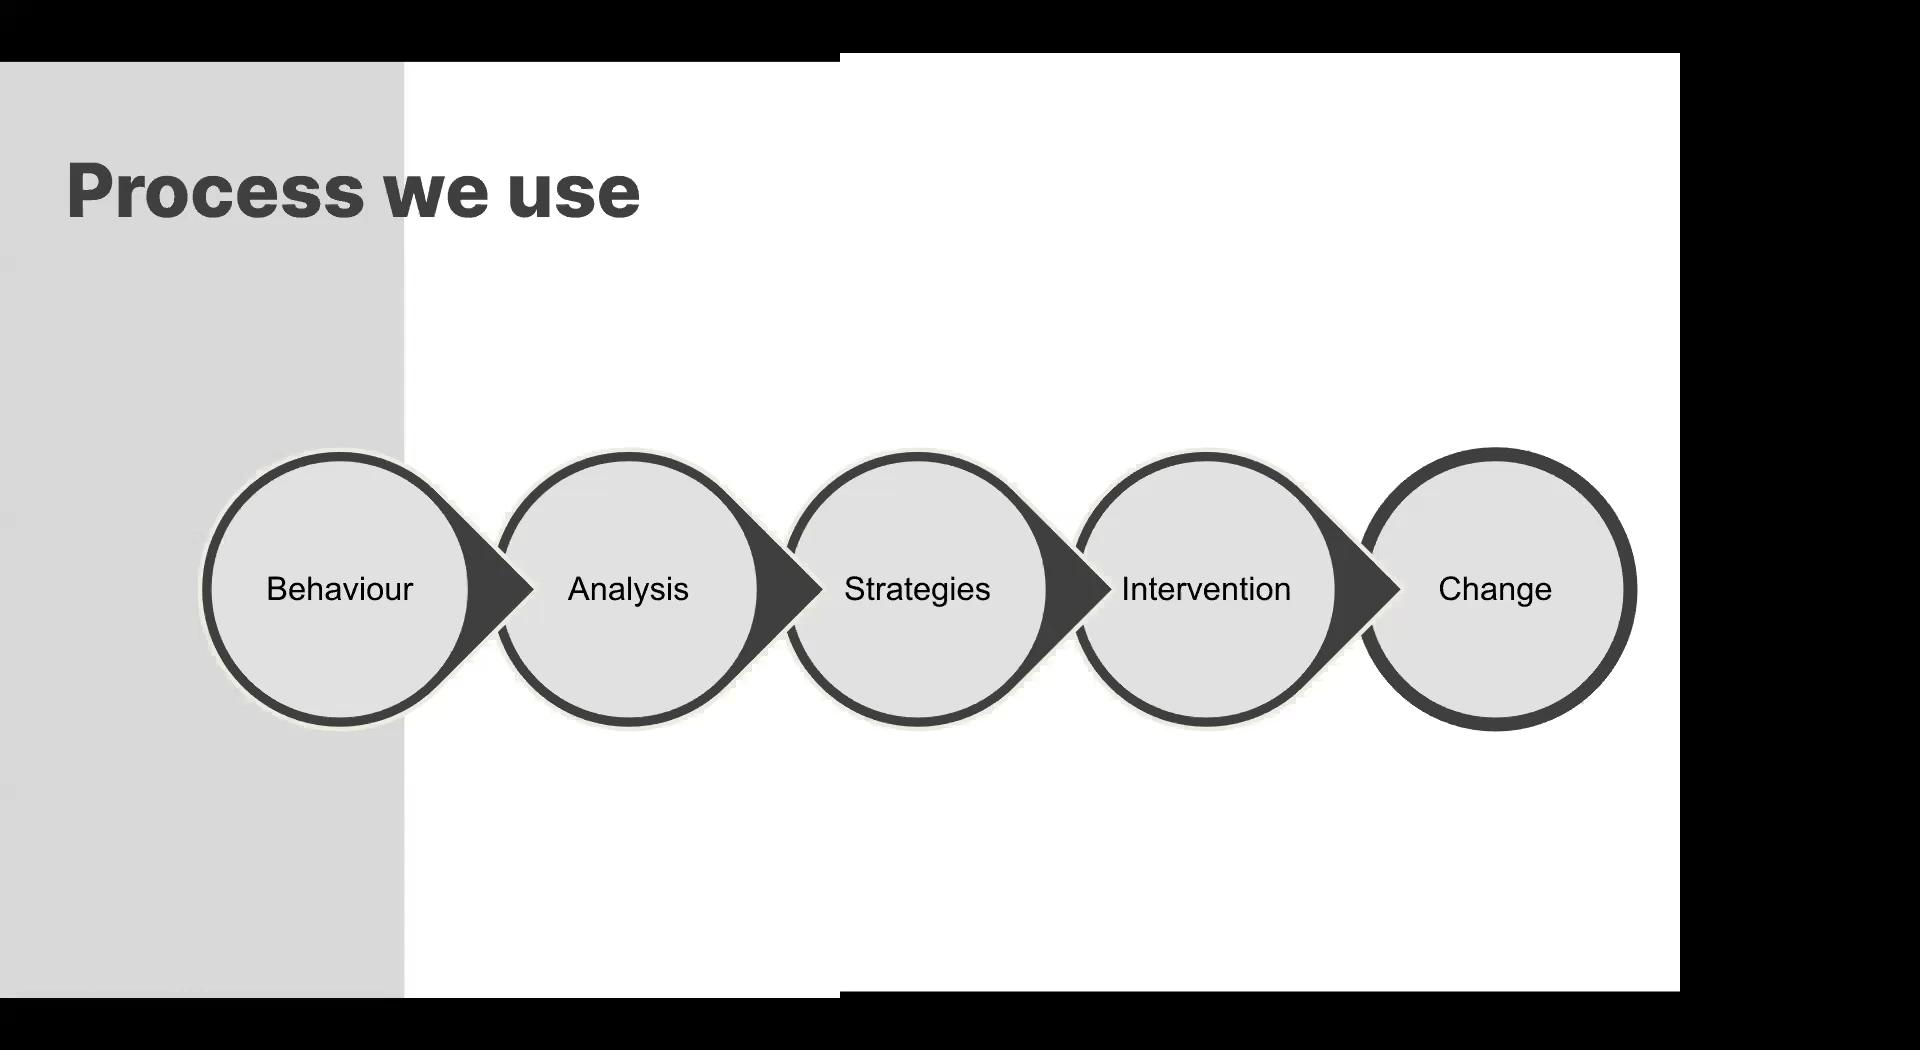 Process we use
Behaviour
Analysis
Strategies
Intervention
Change